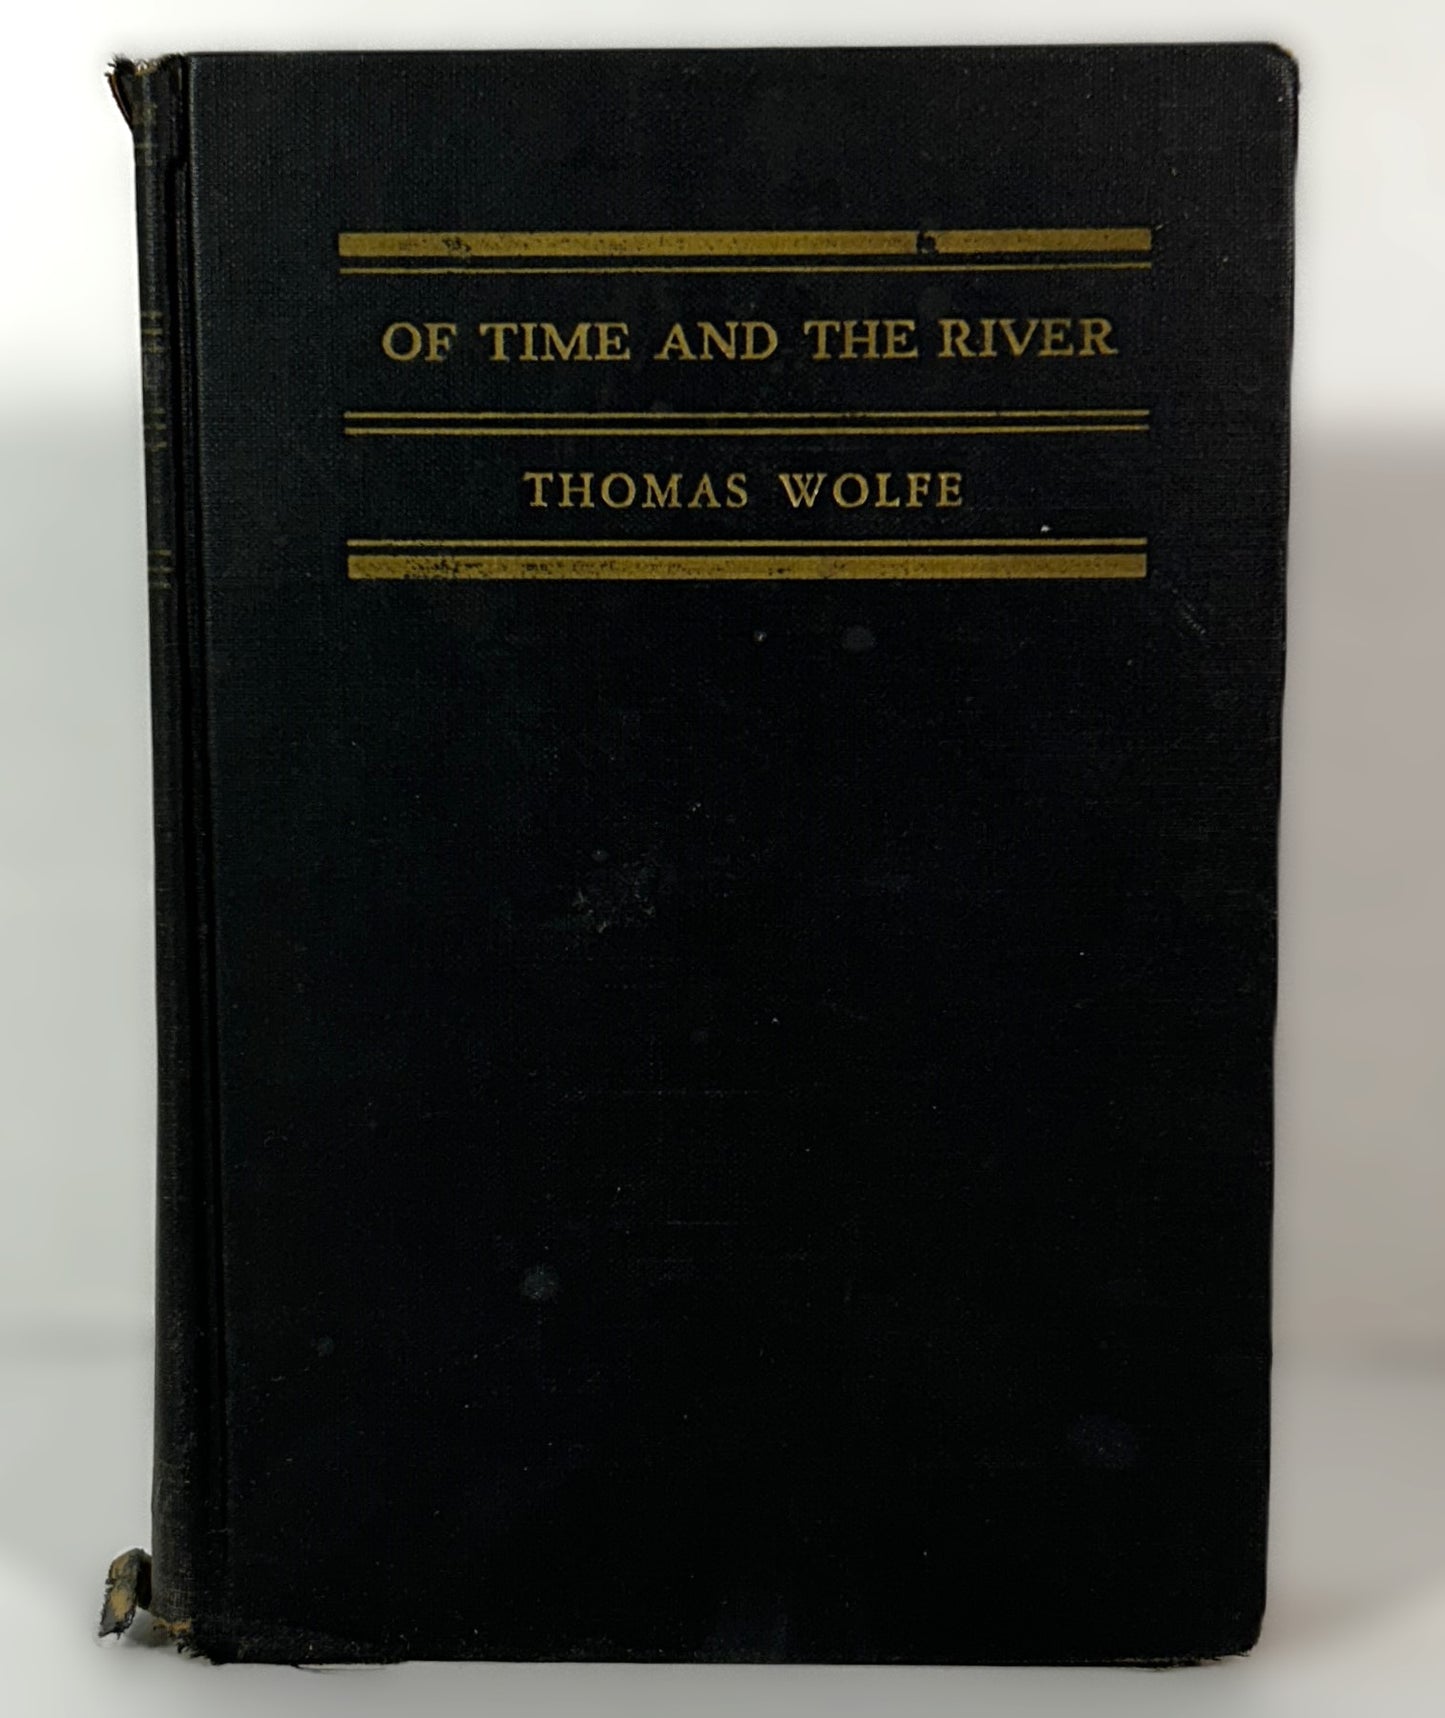 OF TIME AND THE RIVER
THOMAS WOLFE